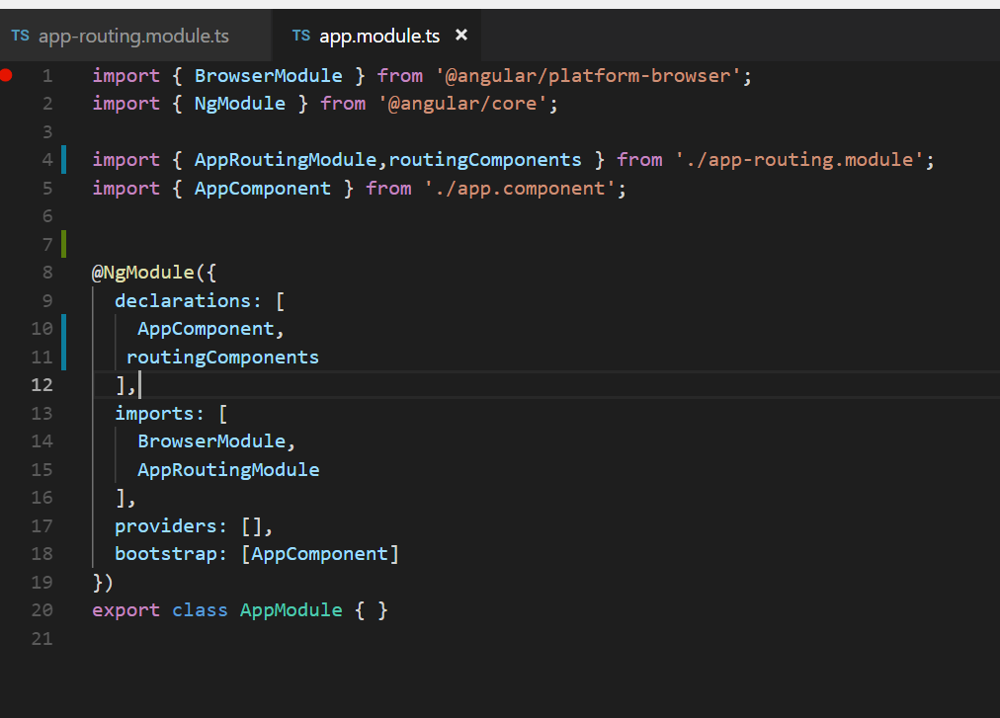 TS app-routing.module.ts TS app.module.ts ×
1 import { BrowserModule } from '@angular/platform-browser';
2 import { NgModule } from '@angular/core';
3
4 import { AppRoutingModule,routingComponents } from './app-routing.module';
5 import { AppComponent } from './app.component';
6
7
8 @NgModule({
9   declarations: [
10     AppComponent,
11    routingComponents
12   ],
13   imports: [
14     BrowserModule,
15     AppRoutingModule
16   ],
17   providers: [],
18   bootstrap: [AppComponent]
19 })
20 export class AppModule { }
21